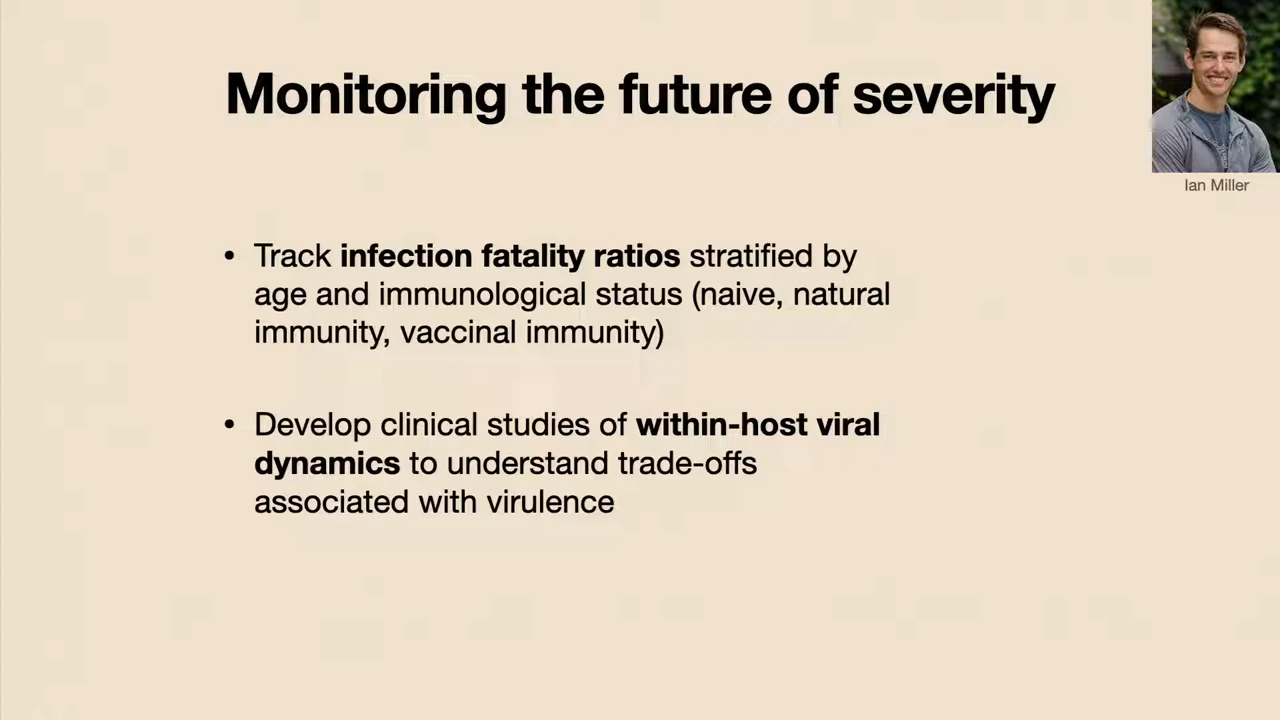 Monitoring the future of severity
Ian Miller
• Track infection fatality ratios stratified by
age and immunological status (naive, natural
immunity, vaccinal immunity)
• Develop clinical studies of within-host viral
dynamics to understand trade-offs
associated with virulence